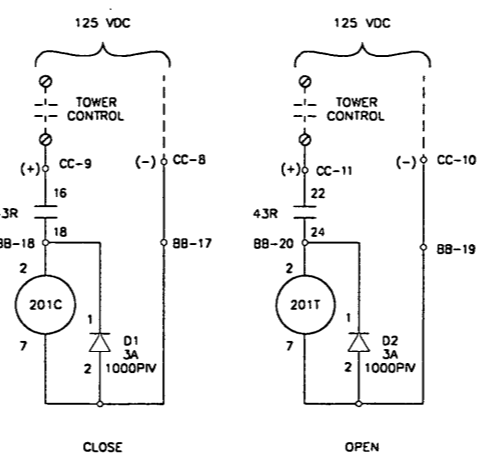 125 VDC
TOWER
CONTROL
(+) CC-9
(-) CC-8
16
43R
18
BB-18
BB-17
2
201C
7
1
D1
3A
1000PIV
2
CLOSE
125 VDC
TOWER
CONTROL
(+) CC-11
(-) CC-10
22
43R
24
BB-20
BB-19
2
201T
7
1
D2
3A
1000PIV
2
OPEN